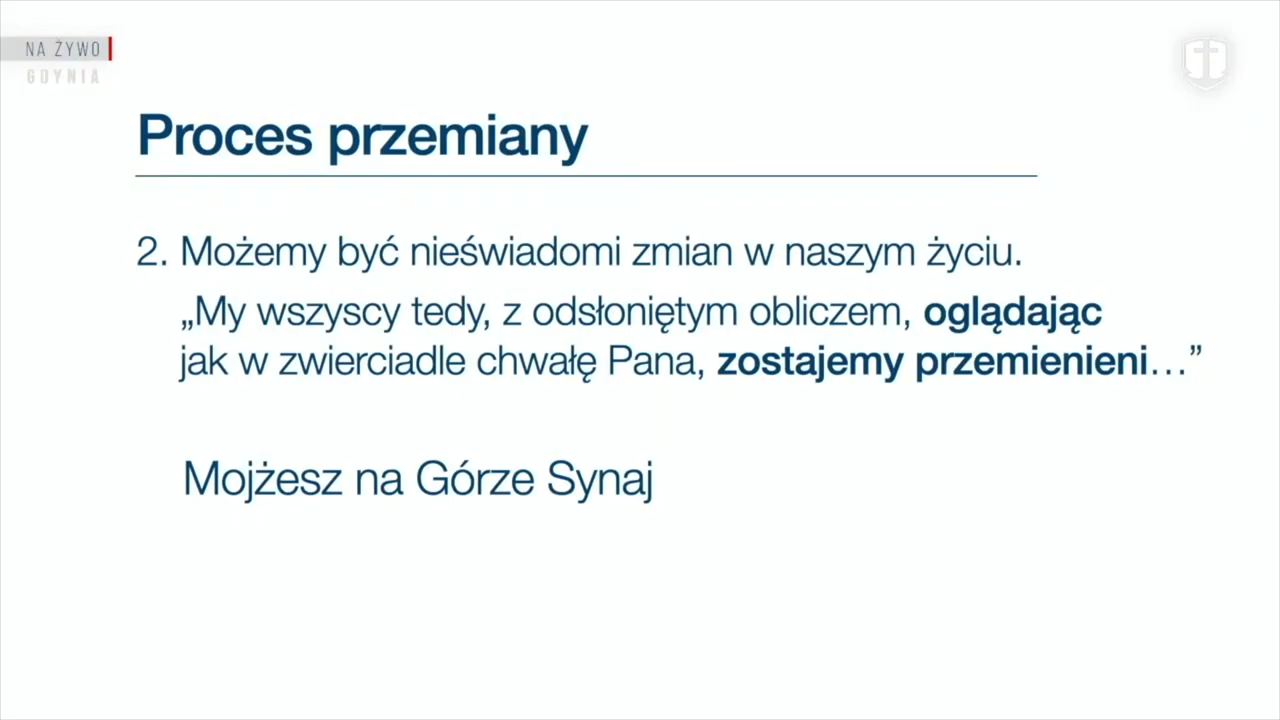 NA ŻYWO
GDYNIA
Proces przemiany
2. Możemy być nieświadomi zmian w naszym życiu.
„My wszyscy tedy, z odsłoniętym obliczem, oglądając
jak w zwierciadle chwałę Pana, zostajemy przemienieni…”
Mojżesz na Górze Synaj